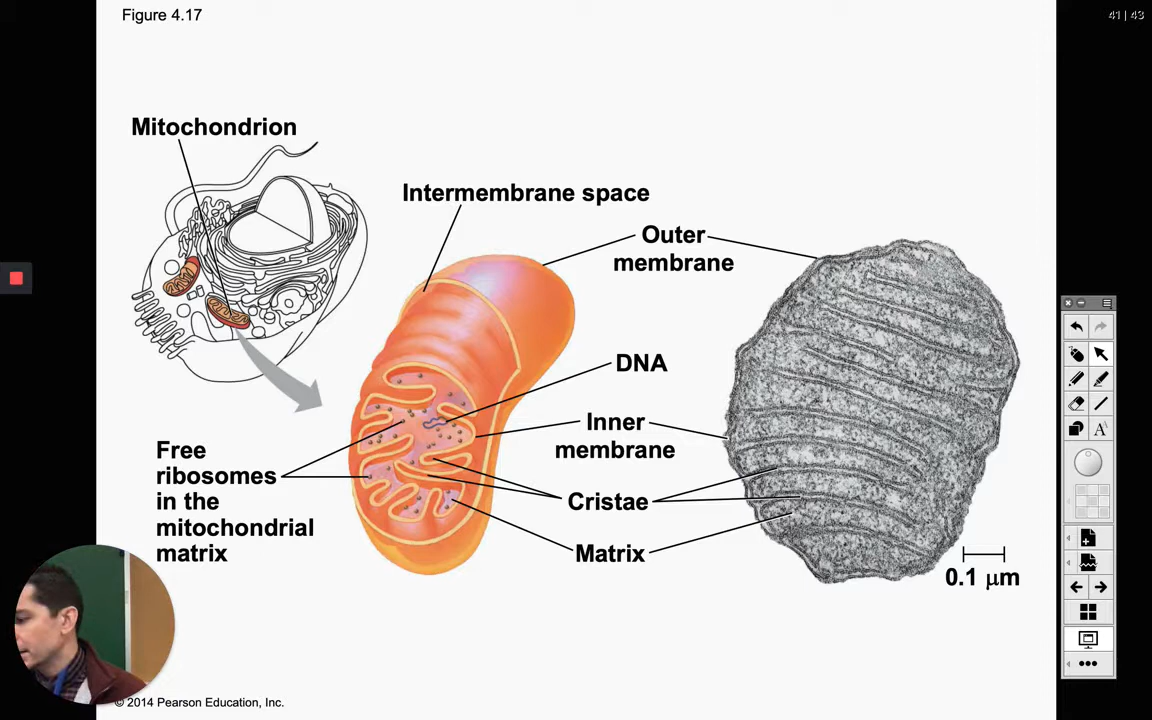 Figure 4.17
41 | 43
Mitochondrion
Intermembrane space
Outer
membrane
DNA
Inner
membrane
Free
ribosomes
in the
mitochondrial
matrix
Cristae
Matrix
0.1 μm
A
© 2014 Pearson Education, Inc.